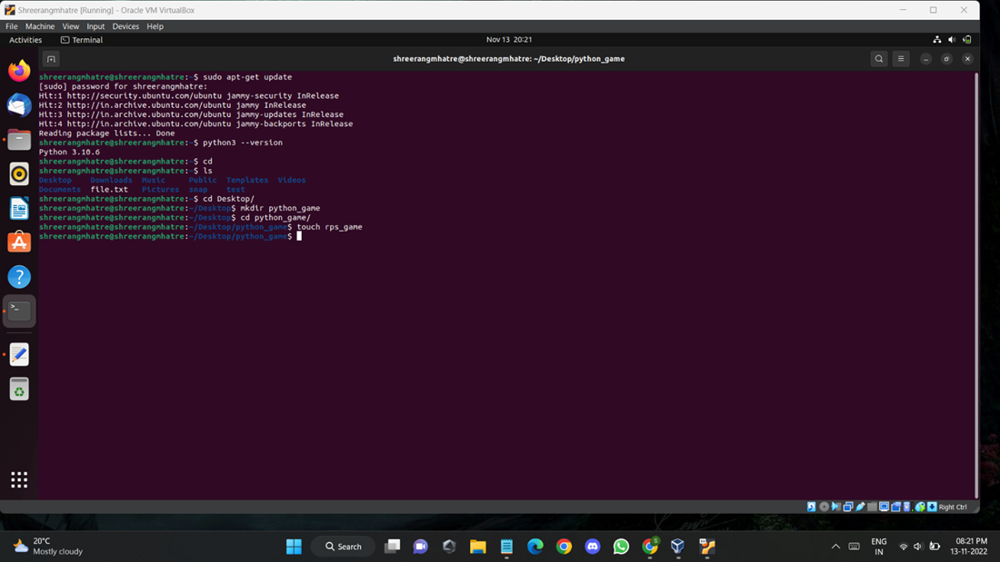 Shreerangmhatre [Running] - Oracle VM VirtualBox
File Machine View Input Devices Help
Activities Terminal Nov 13 20:21
shreerangmhatre@shreerangmhatre: ~/Desktop/python_game
shreerangmhatre@shreerangmhatre:~$ sudo apt-get update
[sudo] password for shreerangmhatre:
Hit:1 http://security.ubuntu.com/ubuntu jammy-security InRelease
Hit:2 http://in.archive.ubuntu.com/ubuntu jammy InRelease
Hit:3 http://in.archive.ubuntu.com/ubuntu jammy-updates InRelease
Hit:4 http://in.archive.ubuntu.com/ubuntu jammy-backports InRelease
Reading package lists... Done
shreerangmhatre@shreerangmhatre:~$ python3 --version
Python 3.10.6
shreerangmhatre@shreerangmhatre:~$ cd
shreerangmhatre@shreerangmhatre:~$ ls
Desktop Downloads Music Public Templates Videos
Documents file.txt Pictures snap test
shreerangmhatre@shreerangmhatre:~$ cd Desktop/
shreerangmhatre@shreerangmhatre:~/Desktop$ mkdir python_game
shreerangmhatre@shreerangmhatre:~/Desktop$ cd python_game/
shreerangmhatre@shreerangmhatre:~/Desktop/python_game$ touch rps_game
shreerangmhatre@shreerangmhatre:~/Desktop/python_game$
Right Ctrl
20°C
Mostly cloudy
Search
ENG
IN
08:21 PM
13-11-2022